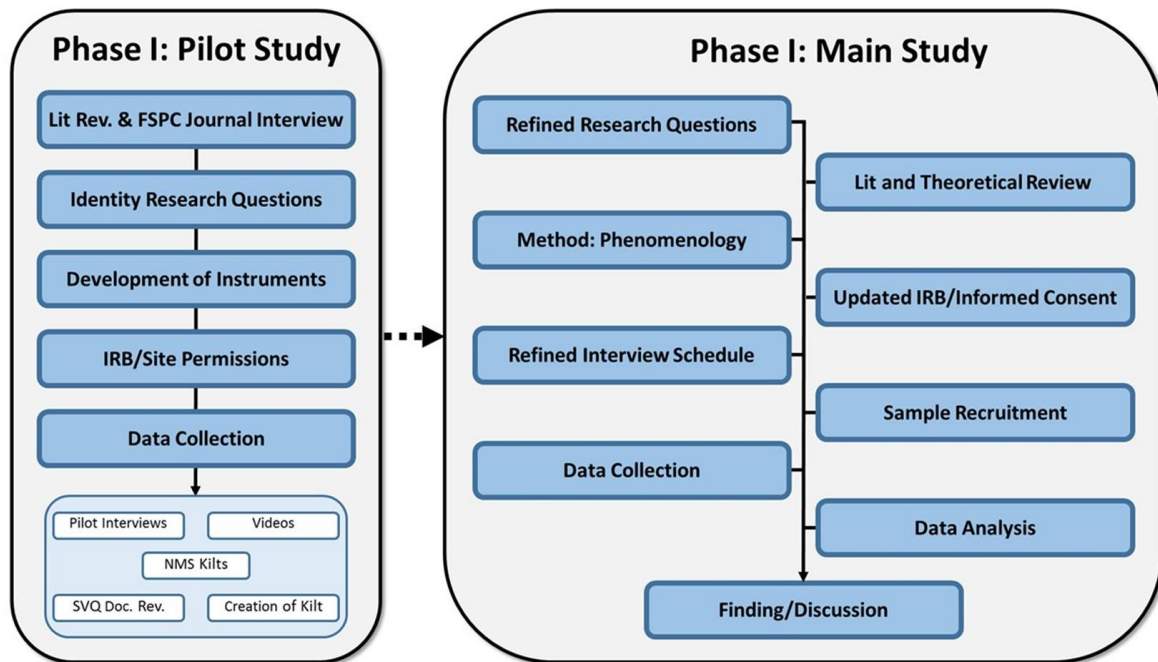 Phase I: Pilot Study
Lit Rev. & FSPC Journal Interview
Identity Research Questions
Development of Instruments
IRB/Site Permissions
Data Collection
Pilot Interviews
Videos
NMS Kilts
SVQ Doc. Rev.
Creation of Kilt
Phase I: Main Study
Refined Research Questions
Lit and Theoretical Review
Method: Phenomenology
Updated IRB/Informed Consent
Refined Interview Schedule
Sample Recruitment
Data Collection
Data Analysis
Finding/Discussion